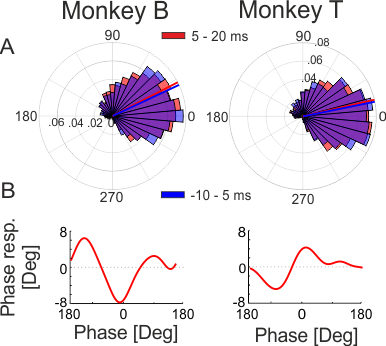 Monkey B Monkey T
A 90 5 - 20 ms 90 .08
.06
.04
180 .06 .04 .02 0 0 180 0
270 -10 - 5 ms 270
B
Phase resp.
[Deg]
8 8
0 0
-8 -8
180 0 180 180 0 180
Phase [Deg] Phase [Deg]